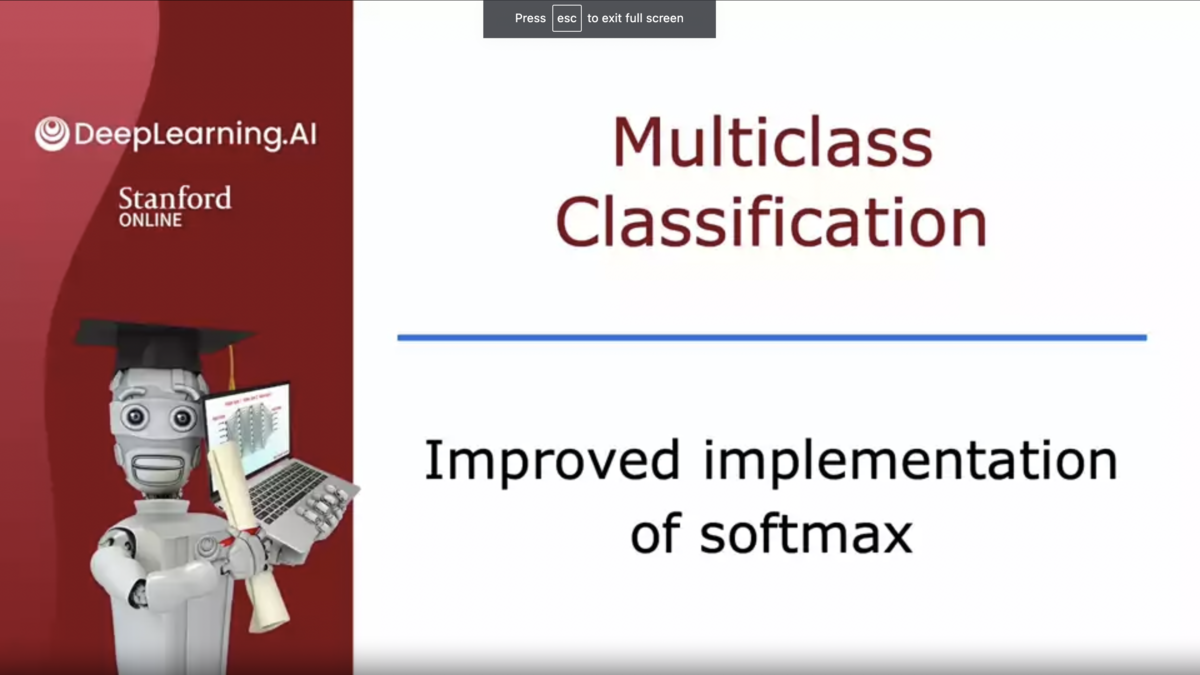 Press esc to exit full screen
DeepLearning.AI
Stanford
ONLINE
Multiclass
Classification
Improved implementation
of softmax